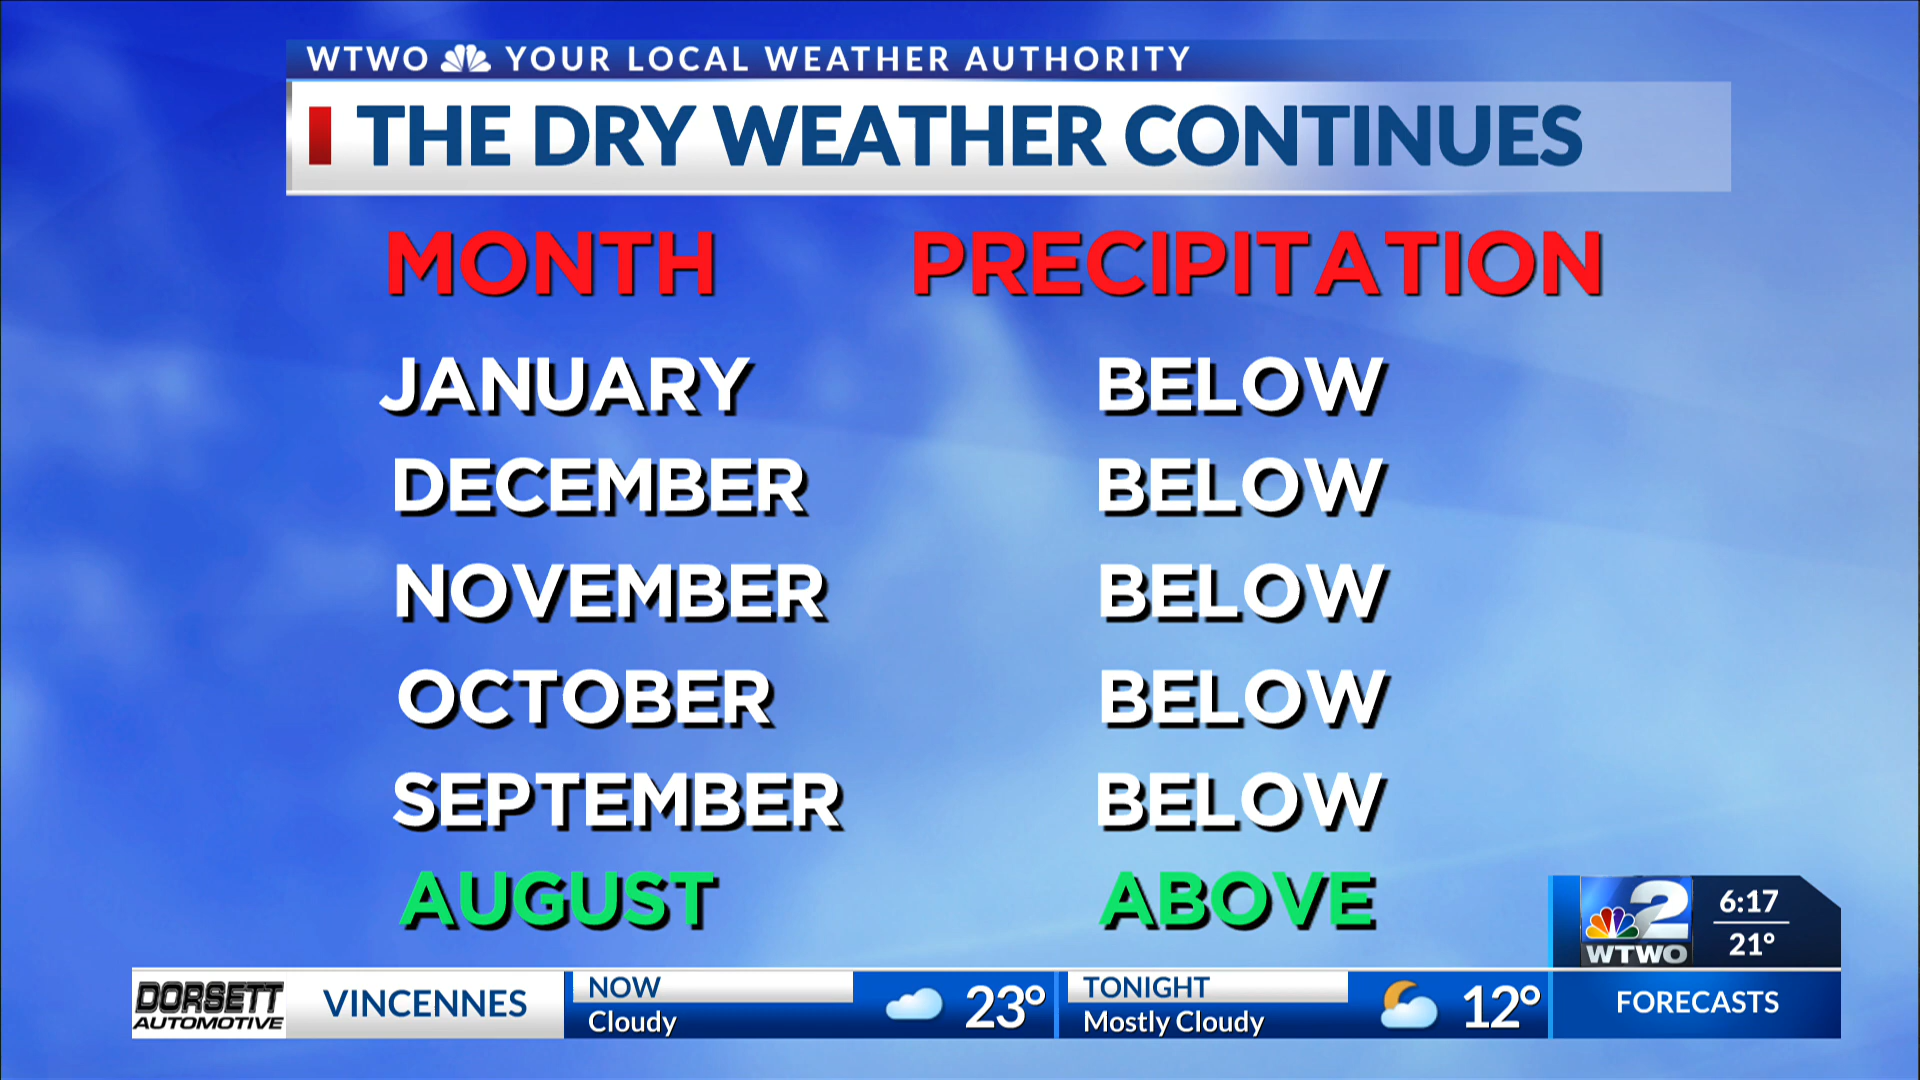 WTWO YOUR LOCAL WEATHER AUTHORITY
THE DRY WEATHER CONTINUES
MONTH PRECIPITATION
JANUARY BELOW
DECEMBER BELOW
NOVEMBER BELOW
OCTOBER BELOW
SEPTEMBER BELOW
AUGUST ABOVE
2
WTWO
6:17
21°
DORSETT
AUTOMOTIVE
VINCENNES
NOW
Cloudy
23°
TONIGHT
Mostly Cloudy
12°
FORECASTS